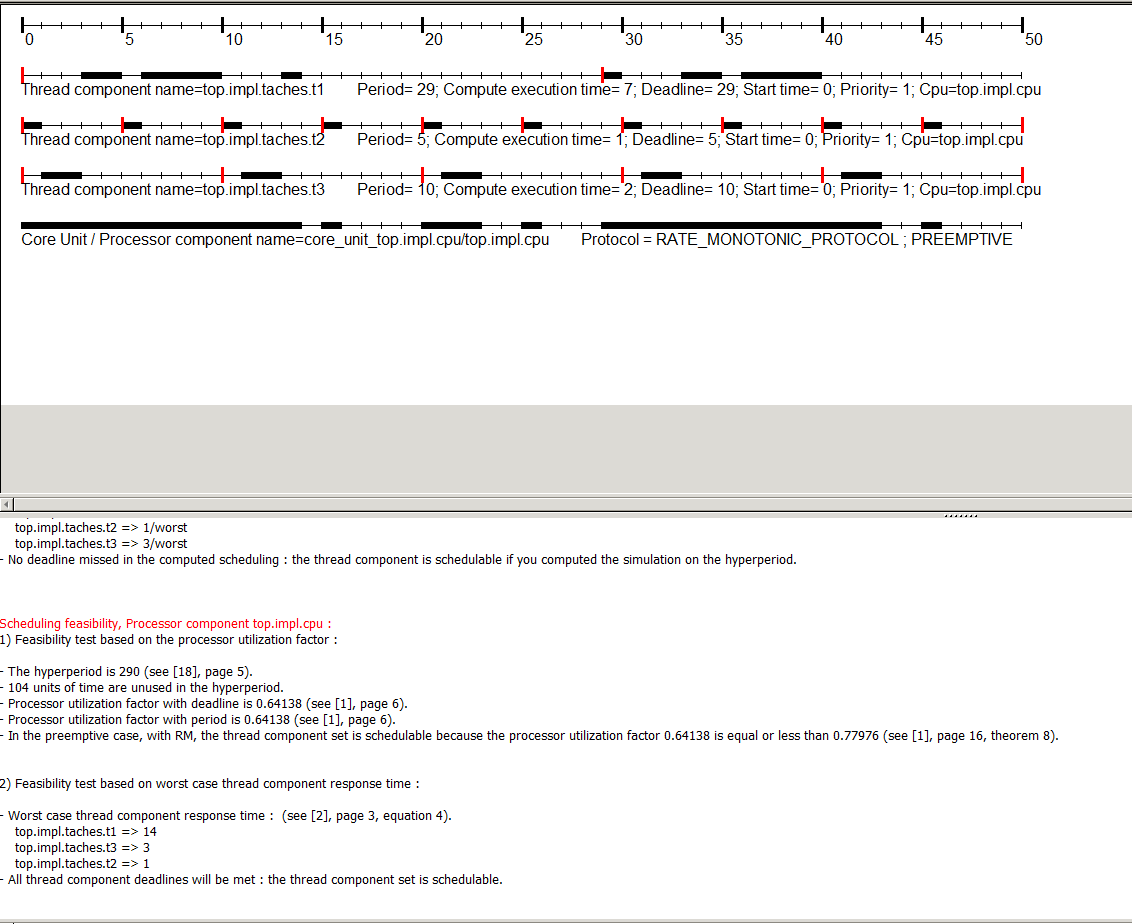 0 5 10 15 20 25 30 35 40 45 50
Thread component name=top.impl.taches.t1 Period= 29; Compute execution time= 7; Deadline= 29; Start time= 0; Priority= 1; Cpu=top.impl.cpu
Thread component name=top.impl.taches.t2 Period= 5; Compute execution time= 1; Deadline= 5; Start time= 0; Priority= 1; Cpu=top.impl.cpu
Thread component name=top.impl.taches.t3 Period= 10; Compute execution time= 2; Deadline= 10; Start time= 0; Priority= 1; Cpu=top.impl.cpu
Core Unit / Processor component name=core_unit_top.impl.cpu/top.impl.cpu Protocol = RATE_MONOTONIC_PROTOCOL ; PREEMPTIVE
top.impl.taches.t2 => 1/worst
top.impl.taches.t3 => 3/worst
- No deadline missed in the computed scheduling : the thread component is schedulable if you computed the simulation on the hyperperiod.
Scheduling feasibility, Processor component top.impl.cpu :
1) Feasibility test based on the processor utilization factor :
- The hyperperiod is 290 (see [18], page 5).
- 104 units of time are unused in the hyperperiod.
- Processor utilization factor with deadline is 0.64138 (see [1], page 6).
- Processor utilization factor with period is 0.64138 (see [1], page 6).
- In the preemptive case, with RM, the thread component set is schedulable because the processor utilization factor 0.64138 is equal or less than 0.77976 (see [1], page 16, theorem 8).
2) Feasibility test based on worst case thread component response time :
- Worst case thread component response time : (see [2], page 3, equation 4).
top.impl.taches.t1 => 14
top.impl.taches.t3 => 3
top.impl.taches.t2 => 1
- All thread component deadlines will be met : the thread component set is schedulable.